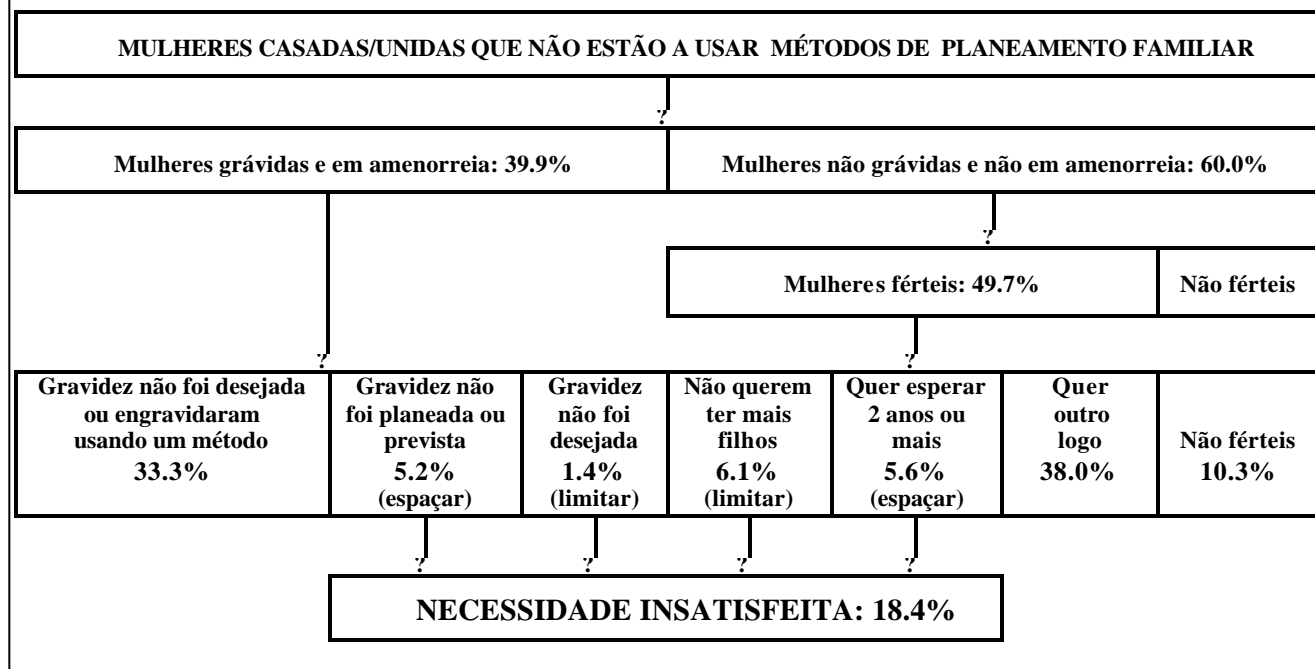 MULHERES CASADAS/UNIDAS QUE NÃO ESTÃO A USAR MÉTODOS DE PLANEAMENTO FAMILIAR
?
Mulheres grávidas e em amenorreia: 39.9%
Mulheres não grávidas e não em amenorreia: 60.0%
?
Mulheres férteis: 49.7%
Não férteis
?
?
Gravidez não foi desejada
ou engravidaram
usando um método
33.3%
Gravidez não
foi planeada ou
prevista
5.2%
(espaçar)
Gravidez
não foi
desejada
1.4%
(limitar)
Não querem
ter mais
filhos
6.1%
(limitar)
Quer esperar
2 anos ou
mais
5.6%
(espaçar)
Quer
outro
logo
38.0%
Não férteis
10.3%
?
?
?
?
NECESSIDADE INSATISFEITA: 18.4%